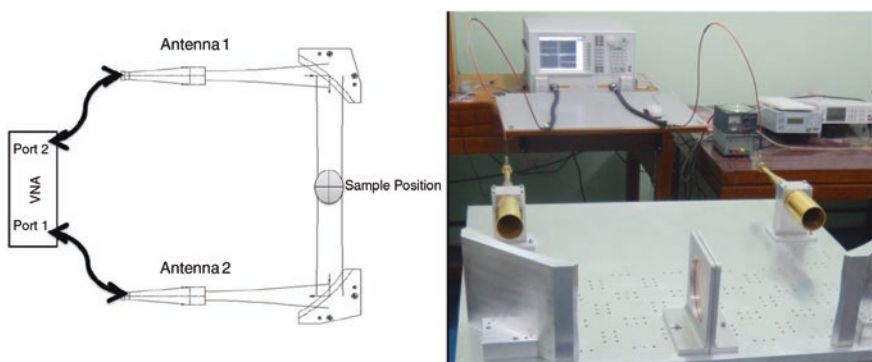 Antenna 1
Port 2
VNA
Sample Position
Port 1
Antenna 2